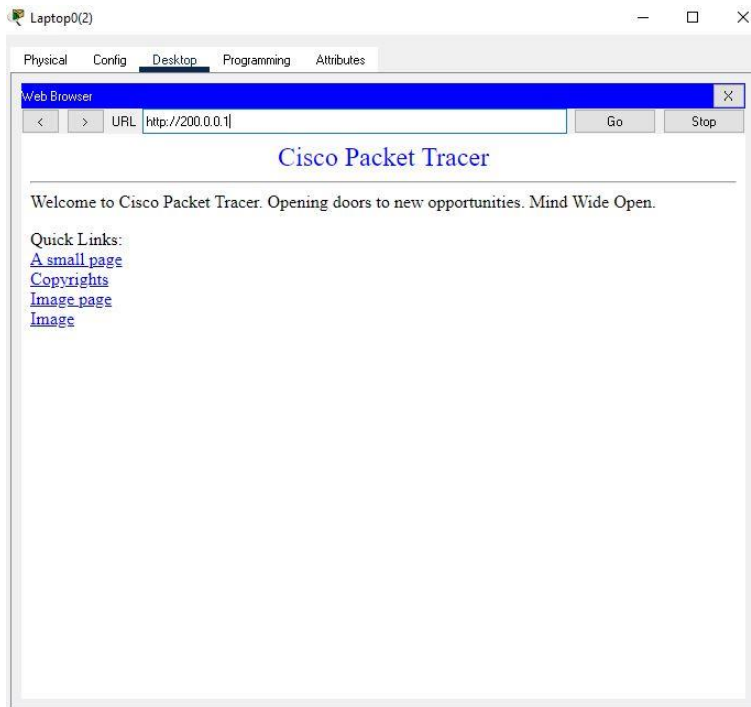 Laptop0(2)
Physical Config Desktop Programming Attributes
Web Browser X
< > URL http://200.0.0.1 Go Stop
Cisco Packet Tracer
Welcome to Cisco Packet Tracer. Opening doors to new opportunities. Mind Wide Open.
Quick Links:
A small page
Copyrights
Image page
Image